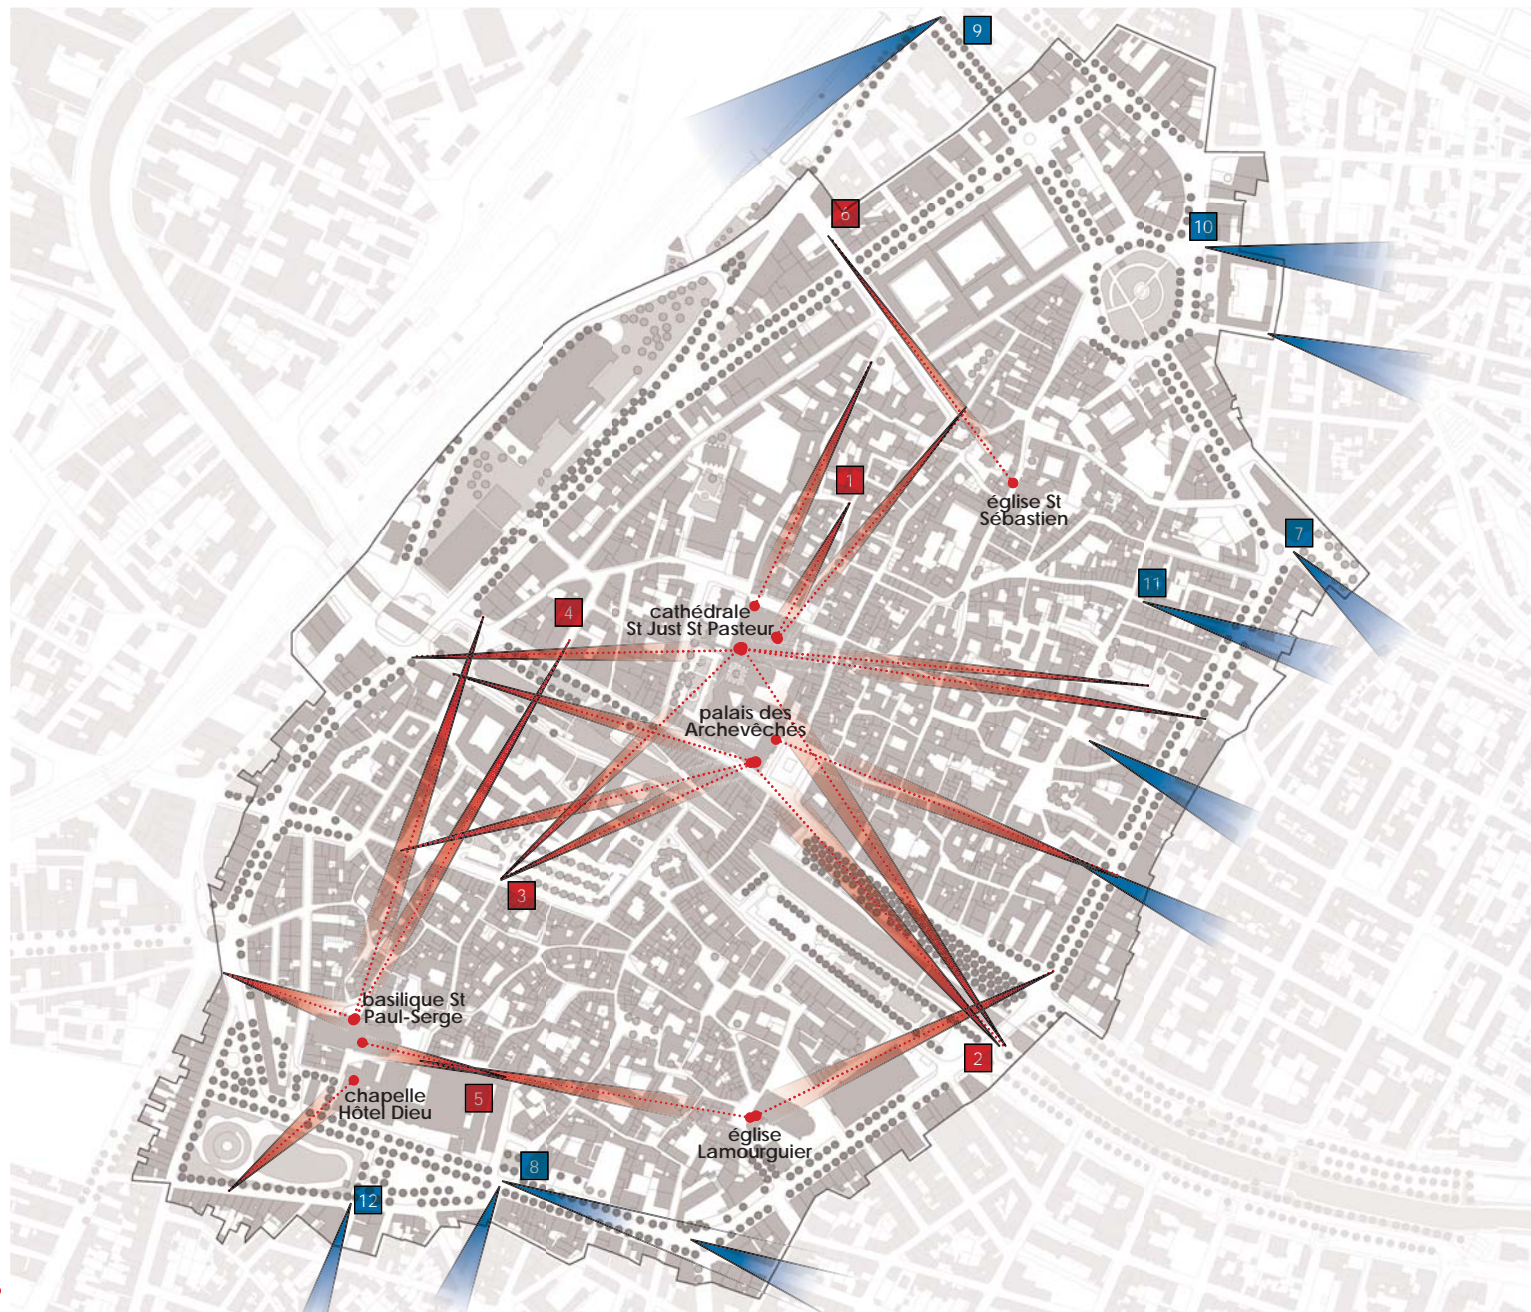 9
6
10
1
église St
Sébastien
7
11
4
cathédrale
St Just St Pasteur
palais des
Archevêchés
3
basilique St
Paul-Serge
2
chapelle
Hôtel Dieu
5
église
Lamourguier
8
12